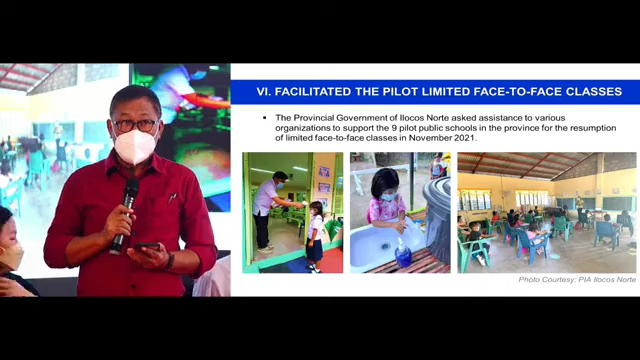 VI. FACILITATED THE PILOT LIMITED FACE-TO-FACE CLASSES
▪ The Provincial Government of Ilocos Norte asked assistance to various
organizations to support the 9 pilot public schools in the province for the resumption
of limited face-to-face classes in November 2021.
Photo Courtesy: PIA Ilocos Norte